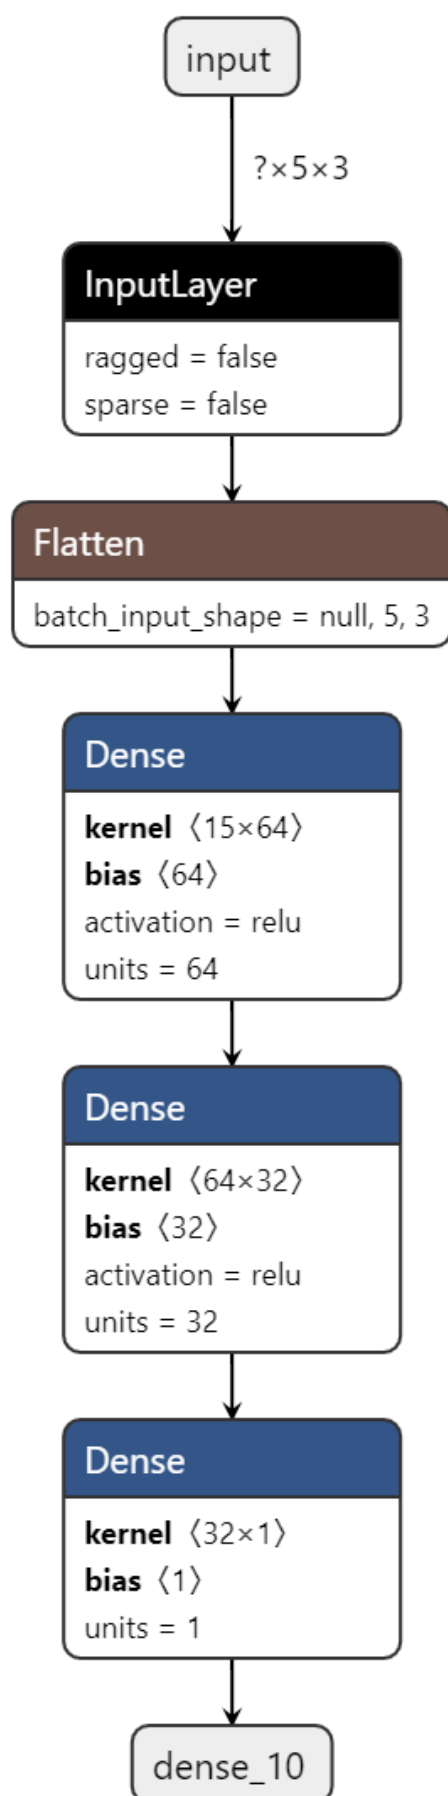 input
?×5×3
InputLayer
ragged = false
sparse = false
Flatten
batch_input_shape = null, 5, 3
Dense
kernel 〈15×64〉
bias 〈64〉
activation = relu
units = 64
Dense
kernel 〈64×32〉
bias 〈32〉
activation = relu
units = 32
Dense
kernel 〈32×1〉
bias 〈1〉
units = 1
dense_10